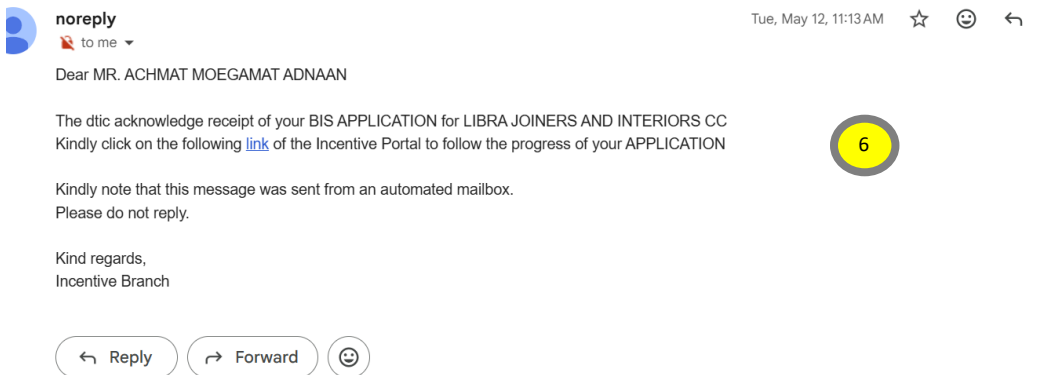 noreply
Tue, May 12, 11:13 AM
to me
Dear MR. ACHMAT MOEGAMAT ADNAAN
The dtic acknowledge receipt of your BIS APPLICATION for LIBRA JOINERS AND INTERIORS CC
Kindly click on the following link of the Incentive Portal to follow the progress of your APPLICATION
6
Kindly note that this message was sent from an automated mailbox.
Please do not reply.
Kind regards,
Incentive Branch
Reply
Forward